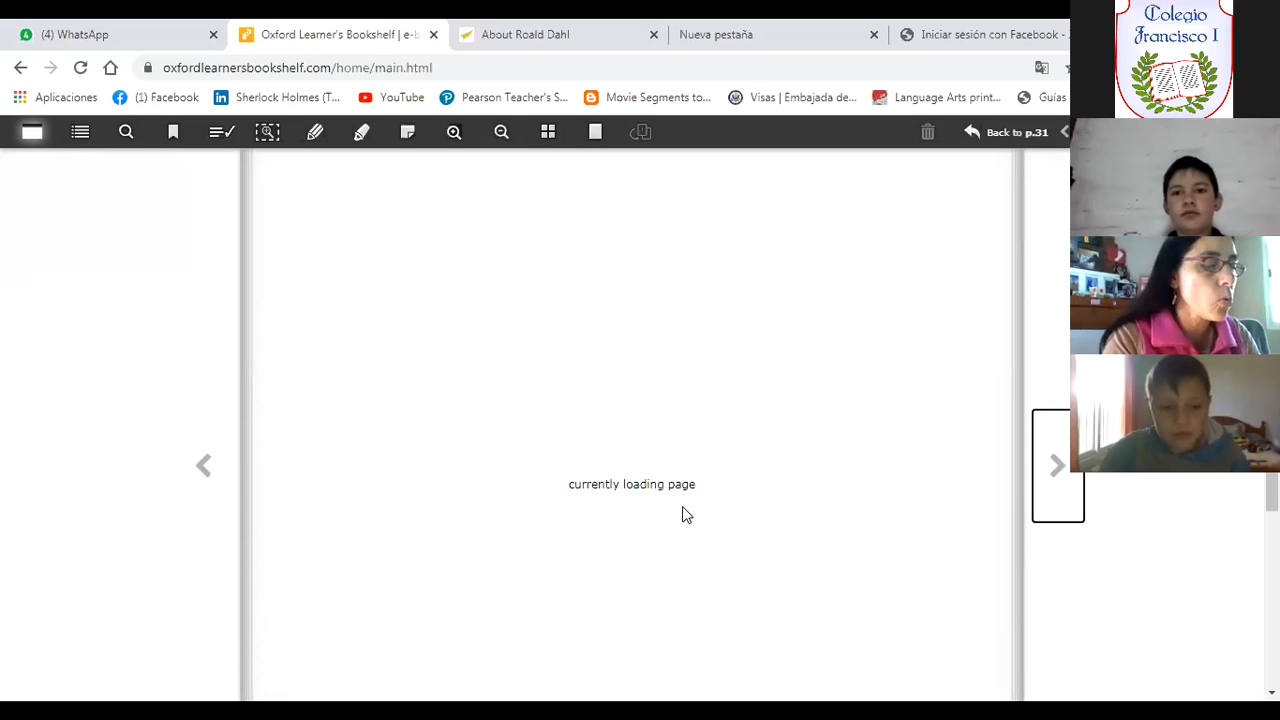 (4) WhatsApp
Oxford Learner's Bookshelf | e-b
About Roald Dahl
Nueva pestaña
Iniciar sesión con Facebook -
oxfordlearnersbookshelf.com/home/main.html
Aplicaciones
(1) Facebook
Sherlock Holmes (T...
YouTube
Pearson Teacher's S...
Movie Segments to...
Visas | Embajada de...
Language Arts print...
Guías
Back to p.31
currently loading page
Colegio
Francisco I